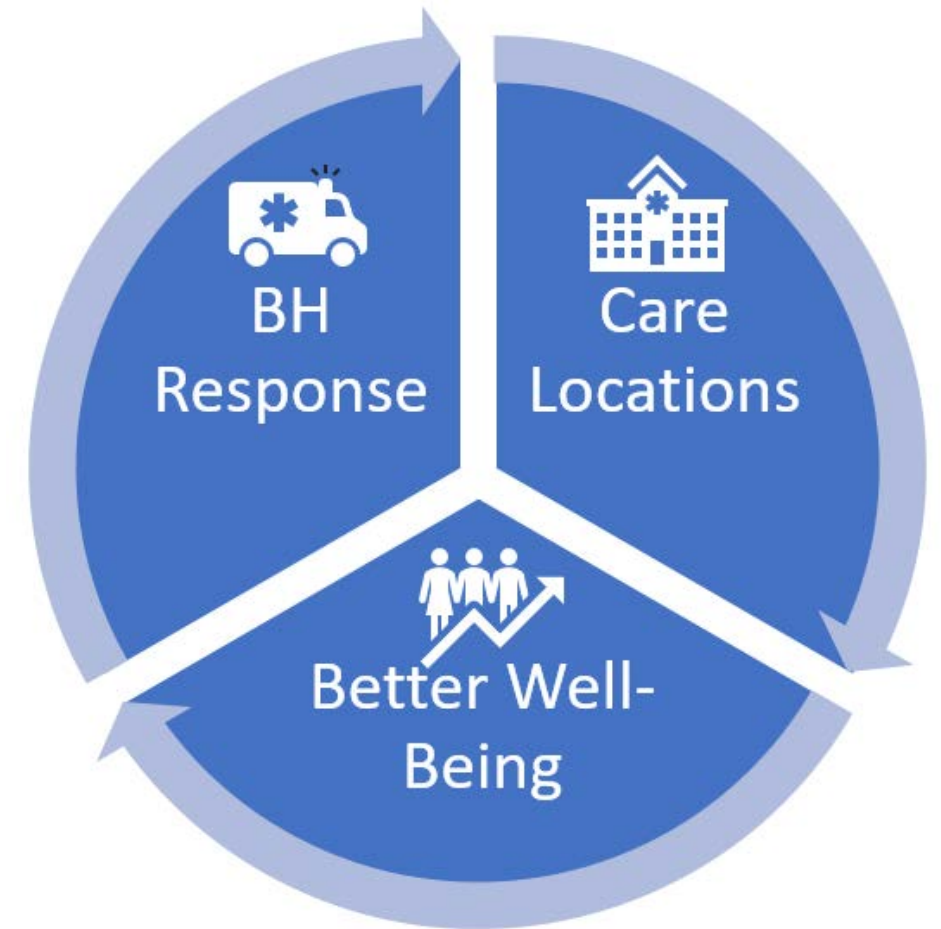 BH
Response
Care
Locations
Better Well-
Being